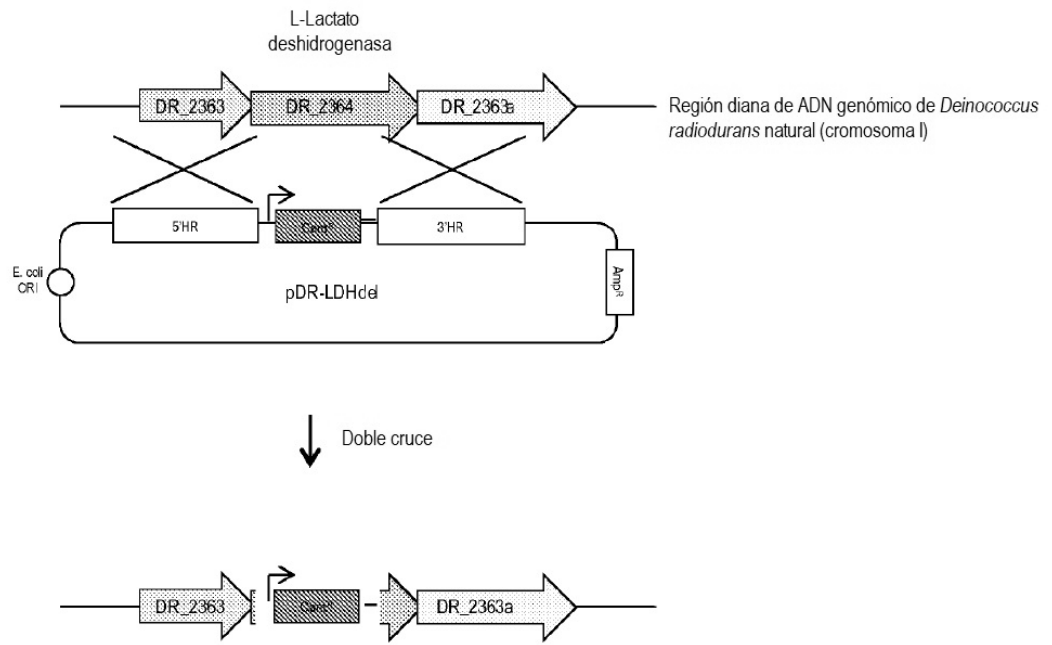 L-Lactato
deshidrogenasa
DR_2363 DR_2364 DR_2363a
Región diana de ADN genómico de Deinococcus
radiodurans natural (cromosoma I)
5'HR 3'HR
E. coli
ORI
Amp^R
pDR-LDHdel
Doble cruce
DR_2363 DR_2363a